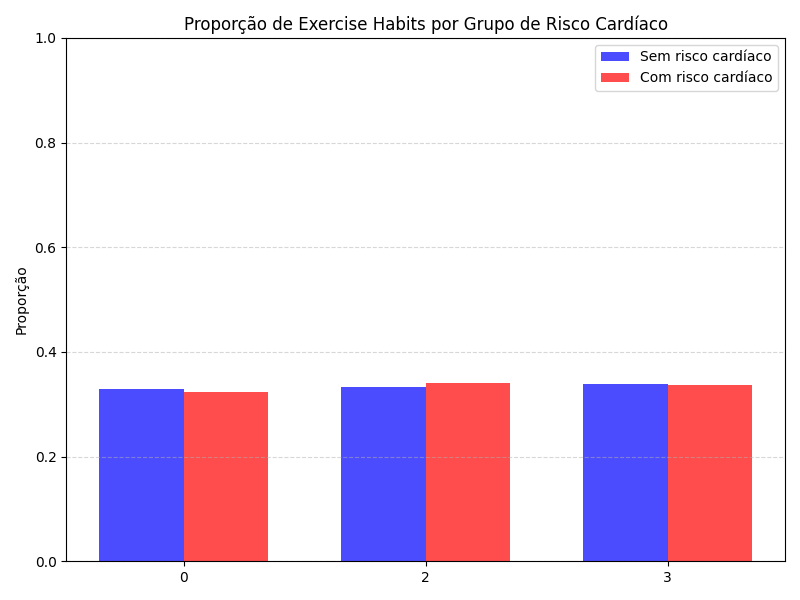 Proporção de Exercise Habits por Grupo de Risco Cardíaco
Sem risco cardíaco
Com risco cardíaco
Proporção
1.0
0.8
0.6
0.4
0.2
0.0
0 2 3